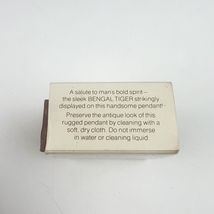 A salute to man's bold spirit –
the sleek BENGAL TIGER strikingly
displayed on this handsome pendant!
Preserve the antique look of this
rugged pendant by cleaning with a
soft, dry cloth. Do not immerse
in water or cleaning liquid.